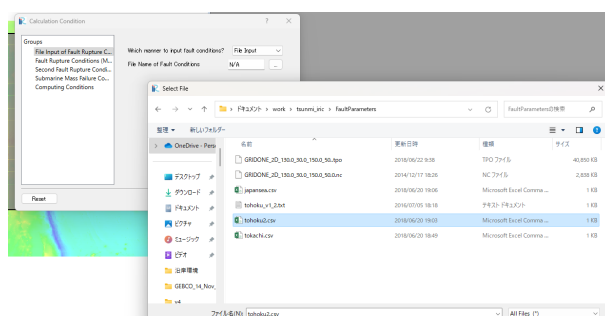 Calculation Condition
Groups
File Input of Fault Rupture C...
Fault Rupture Conditions (M...
Second Fault Rupture Condi...
Submarine Mass Failure Co...
Computing Conditions
Which manner to input fault conditions? File Input
File Name of Fault Conditions N/A ...
Reset
Select File
ドキュメント › work › tsunmi_iric › FaultParameters
FaultParametersの検索
整理 新しいフォルダー
OneDrive - Perso
デスクトップ
ダウンロード
ドキュメント
ピクチャ
ミュージック
ビデオ
沿岸環境
GEBCO_14_Nov_
v4
名前 更新日時 種類 サイズ
GRIDONE_2D_130.0_30.0_150.0_50..tpo 2018/06/22 9:38 TPO ファイル 40,850 KB
GRIDONE_2D_130.0_30.0_150.0_50.0.nc 2014/12/17 18:26 NC ファイル 2,838 KB
japansea.csv 2018/06/20 19:06 Microsoft Excel Comma ... 1 KB
tohoku_v1_2.txt 2016/07/05 18:18 テキスト ドキュメント 1 KB
tohoku2.csv 2018/06/20 19:03 Microsoft Excel Comma ... 1 KB
tokachi.csv 2018/06/20 18:49 Microsoft Excel Comma ... 1 KB
ファイル名(N): tohoku2.csv All Files (*)